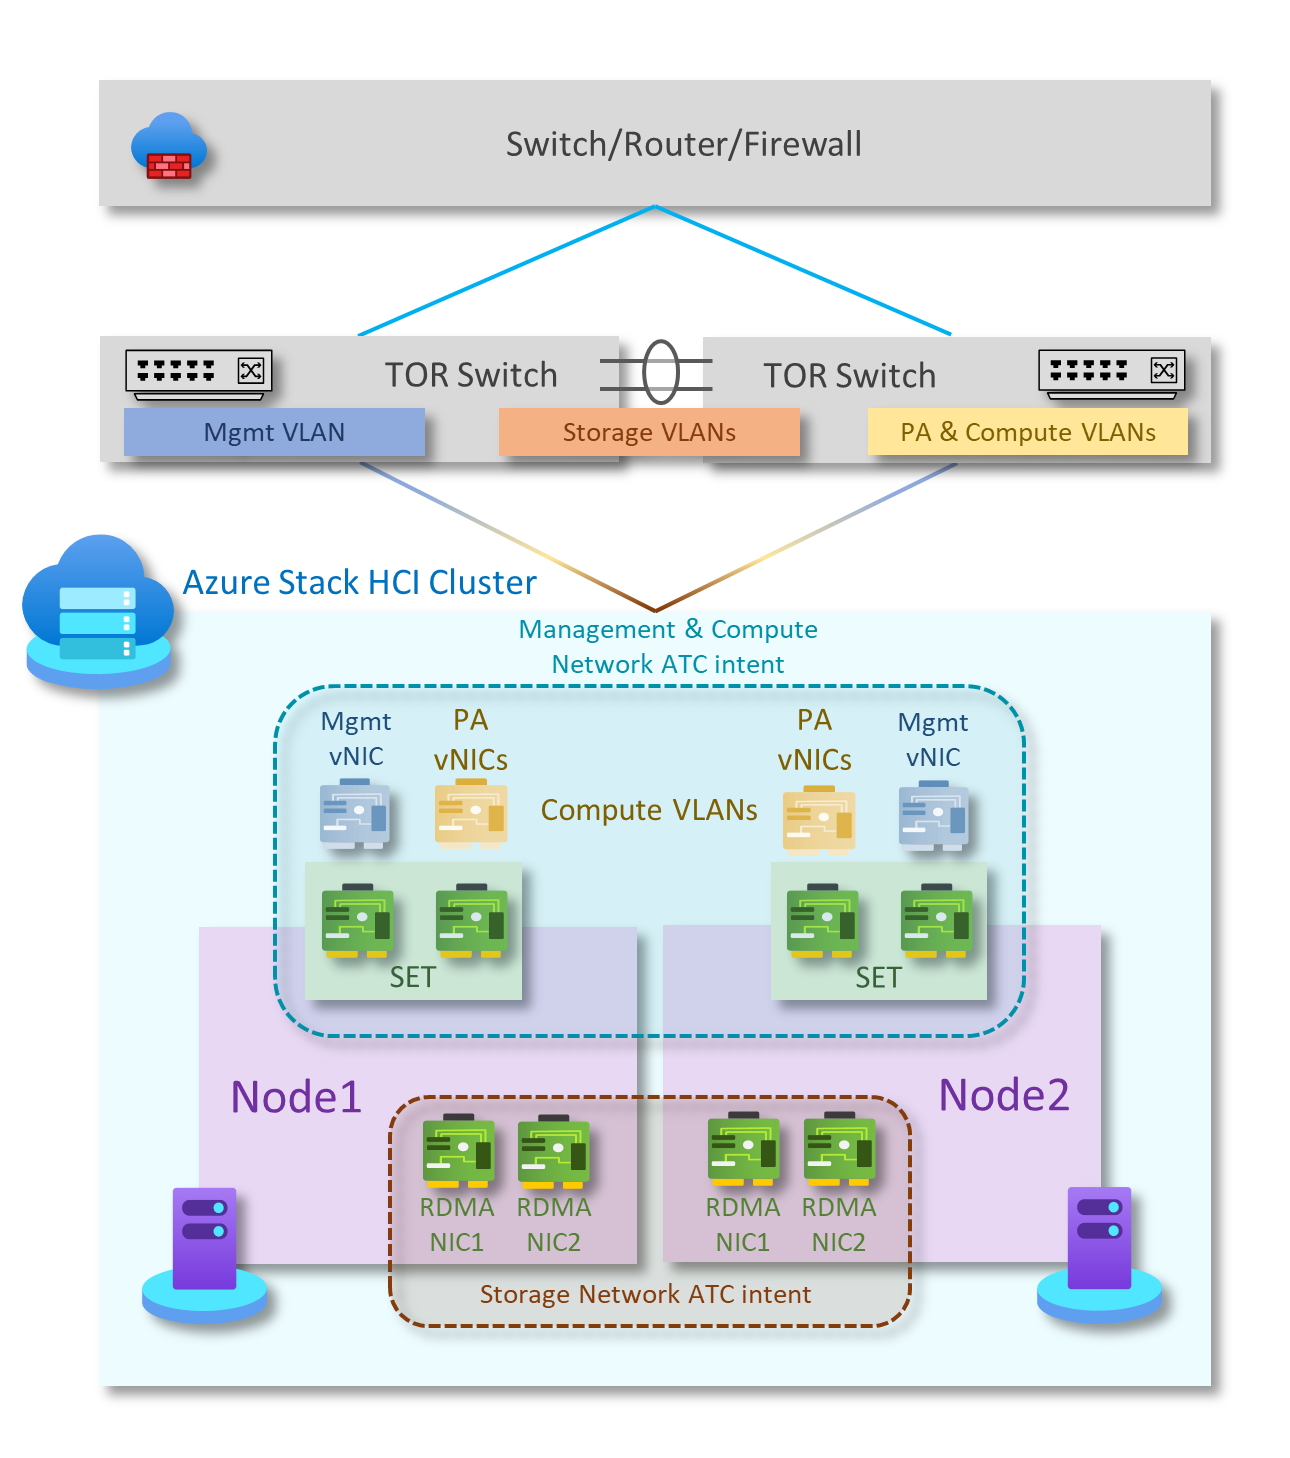 Switch/Router/Firewall
TOR Switch
TOR Switch
Mgmt VLAN
Storage VLANs
PA & Compute VLANs
Azure Stack HCI Cluster
Management & Compute
Network ATC intent
Mgmt
vNIC
PA
vNICs
PA
vNICs
Mgmt
vNIC
Compute VLANs
SET
SET
Node1
Node2
RDMA
NIC1
RDMA
NIC2
RDMA
NIC1
RDMA
NIC2
Storage Network ATC intent